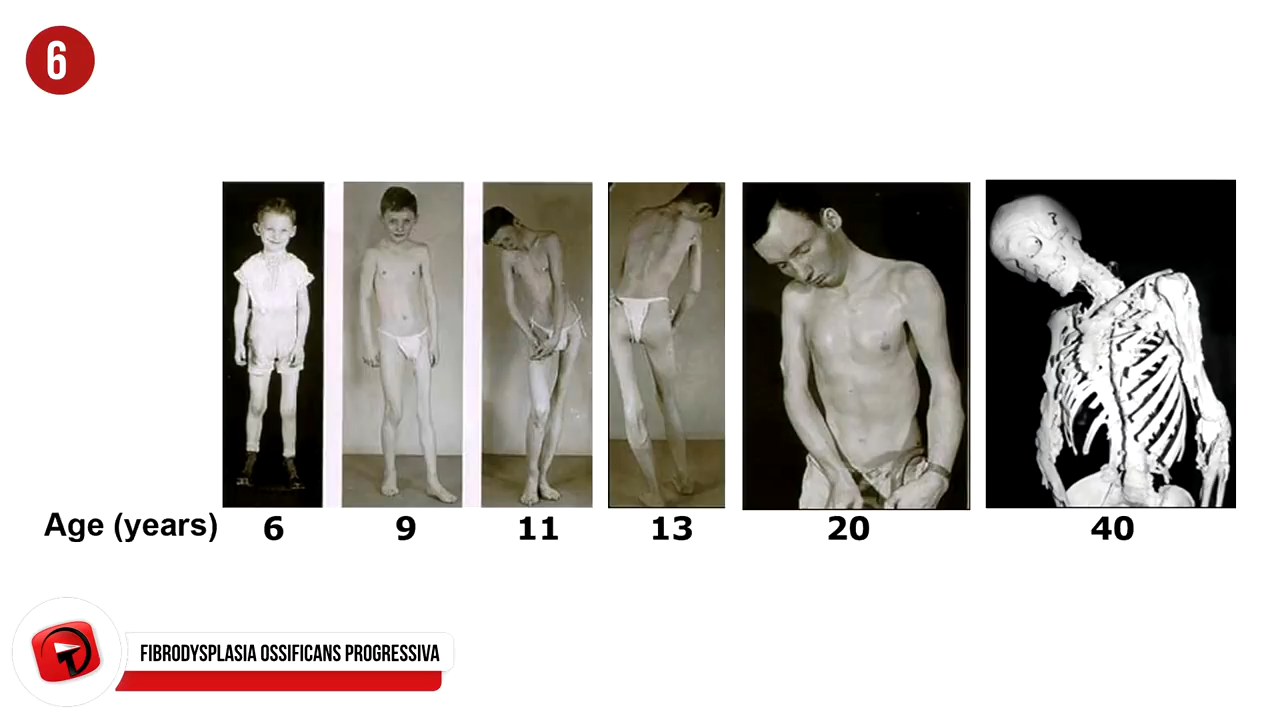 6
Age (years) 6 9 11 13 20 40
FIBRODYSPLASIA OSSIFICANS PROGRESSIVA